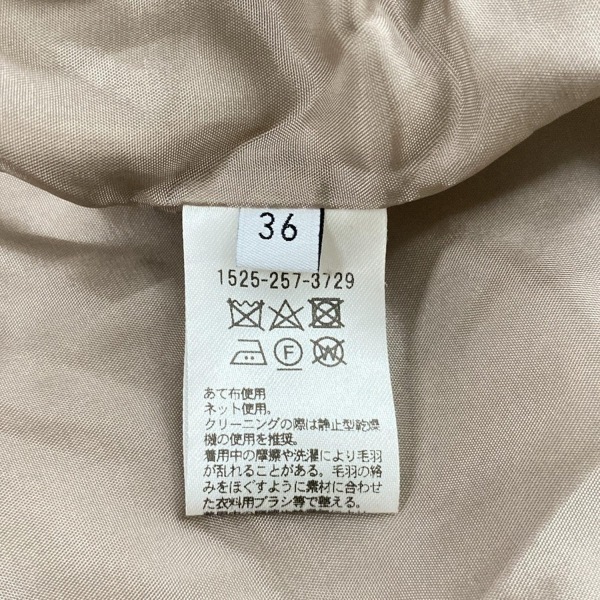 36
1525-257-3729
F W
あて布使用
ネット使用。
クリーニングの際は静止型乾燥
機の使用を推奨。
着用中の摩擦や洗濯により毛羽
が乱れることがある。毛羽の絡
みをほぐすように素材に合わせ
た衣料用ブラシ等で整える。